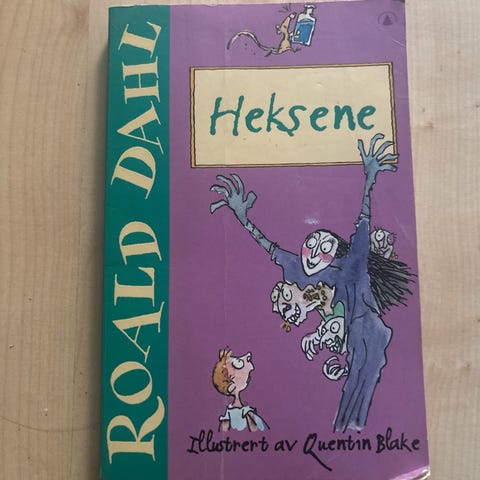 ROALD DAHL
Heksene
Illustrert av Quentin Blake